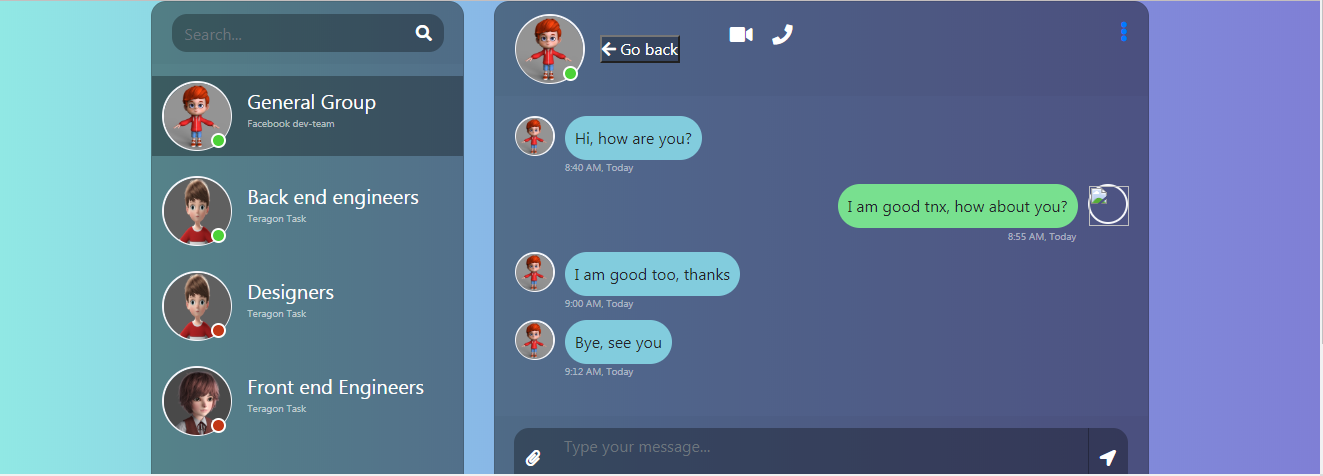 Search...
General Group
Facebook dev-team
Back end engineers
Teragon Task
Designers
Teragon Task
Front end Engineers
Teragon Task
Go back
Hi, how are you?
8:40 AM, Today
I am good tnx, how about you?
8:55 AM, Today
I am good too, thanks
9:00 AM, Today
Bye, see you
9:12 AM, Today
Type your message...